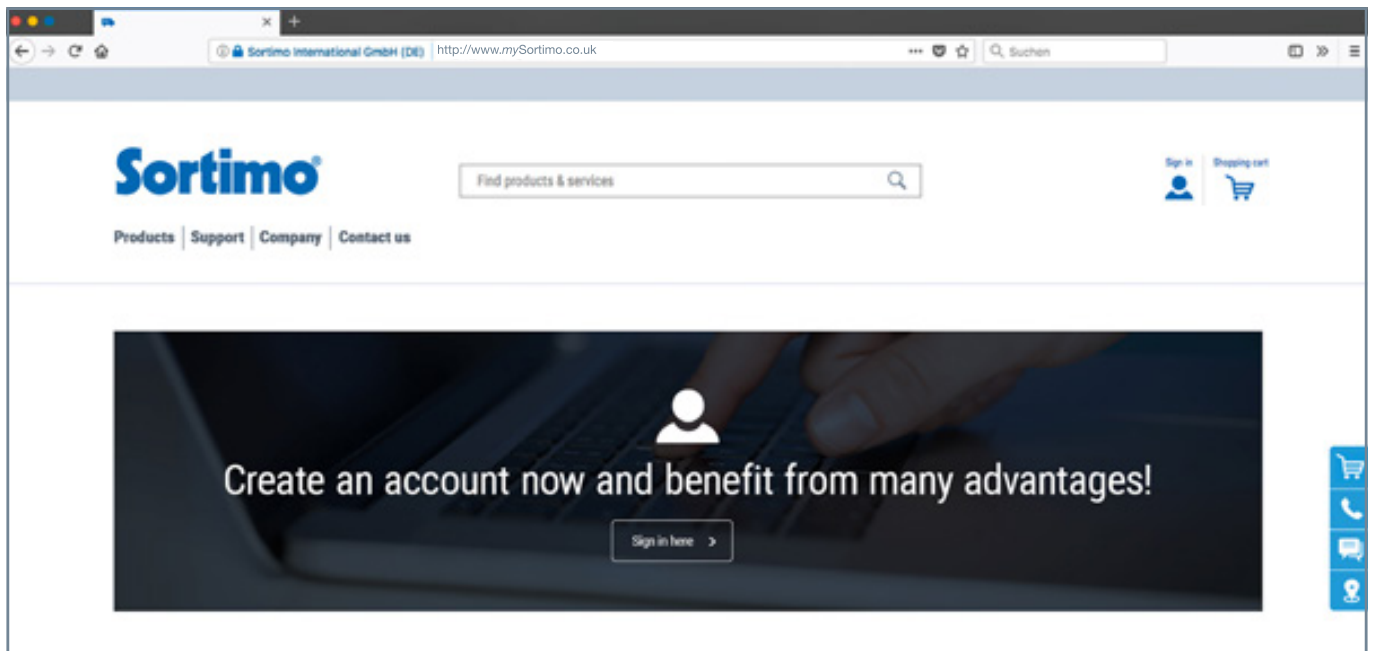 Sortimo International GmbH (DE) http://www.mySortimo.co.uk Suchen
Sortimo®
Find products & services
Sign in Shopping cart
Products Support Company Contact us
Create an account now and benefit from many advantages!
Sign in here